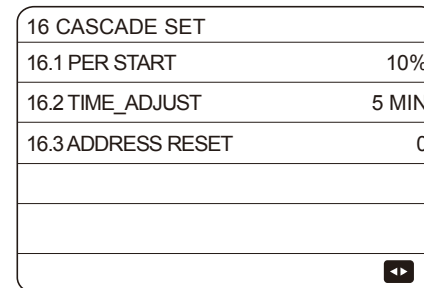 16 CASCADE SET
16.1 PER START 10%
16.2 TIME_ADJUST 5 MIN
16.3 ADDRESS RESET 0